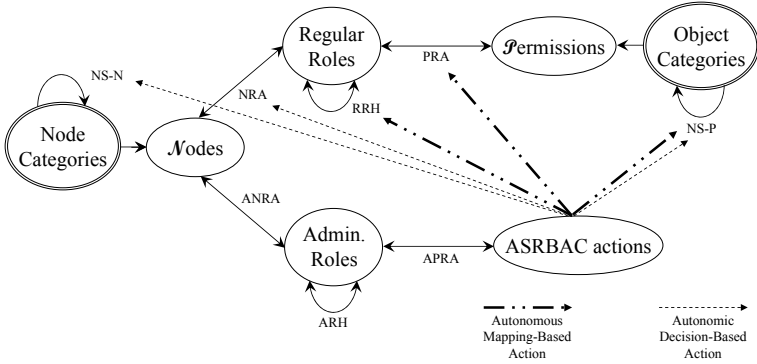 Regular
Roles
PRA
𝓟ermissions
Object
Categories
NS-N
NRA
RRH
NS-P
Node
Categories
𝓝odes
ANRA
Admin.
Roles
APRA
ASRBAC actions
ARH
Autonomous
Mapping-Based
Action
Autonomic
Decision-Based
Action